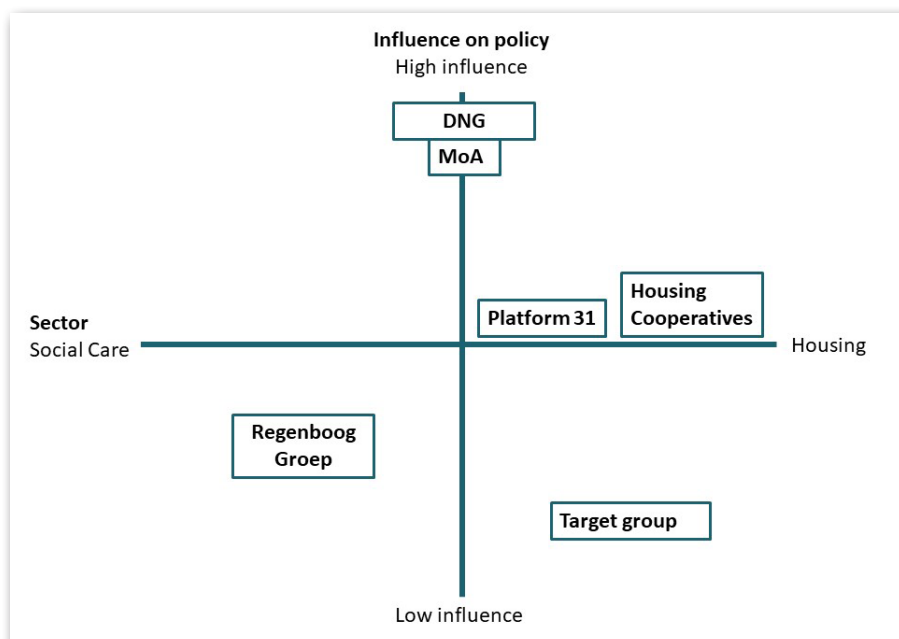 Influence on policy
High influence
DNG
MoA
Housing
Cooperatives
Platform 31
Sector
Social Care
Housing
Regenboog
Groep
Target group
Low influence